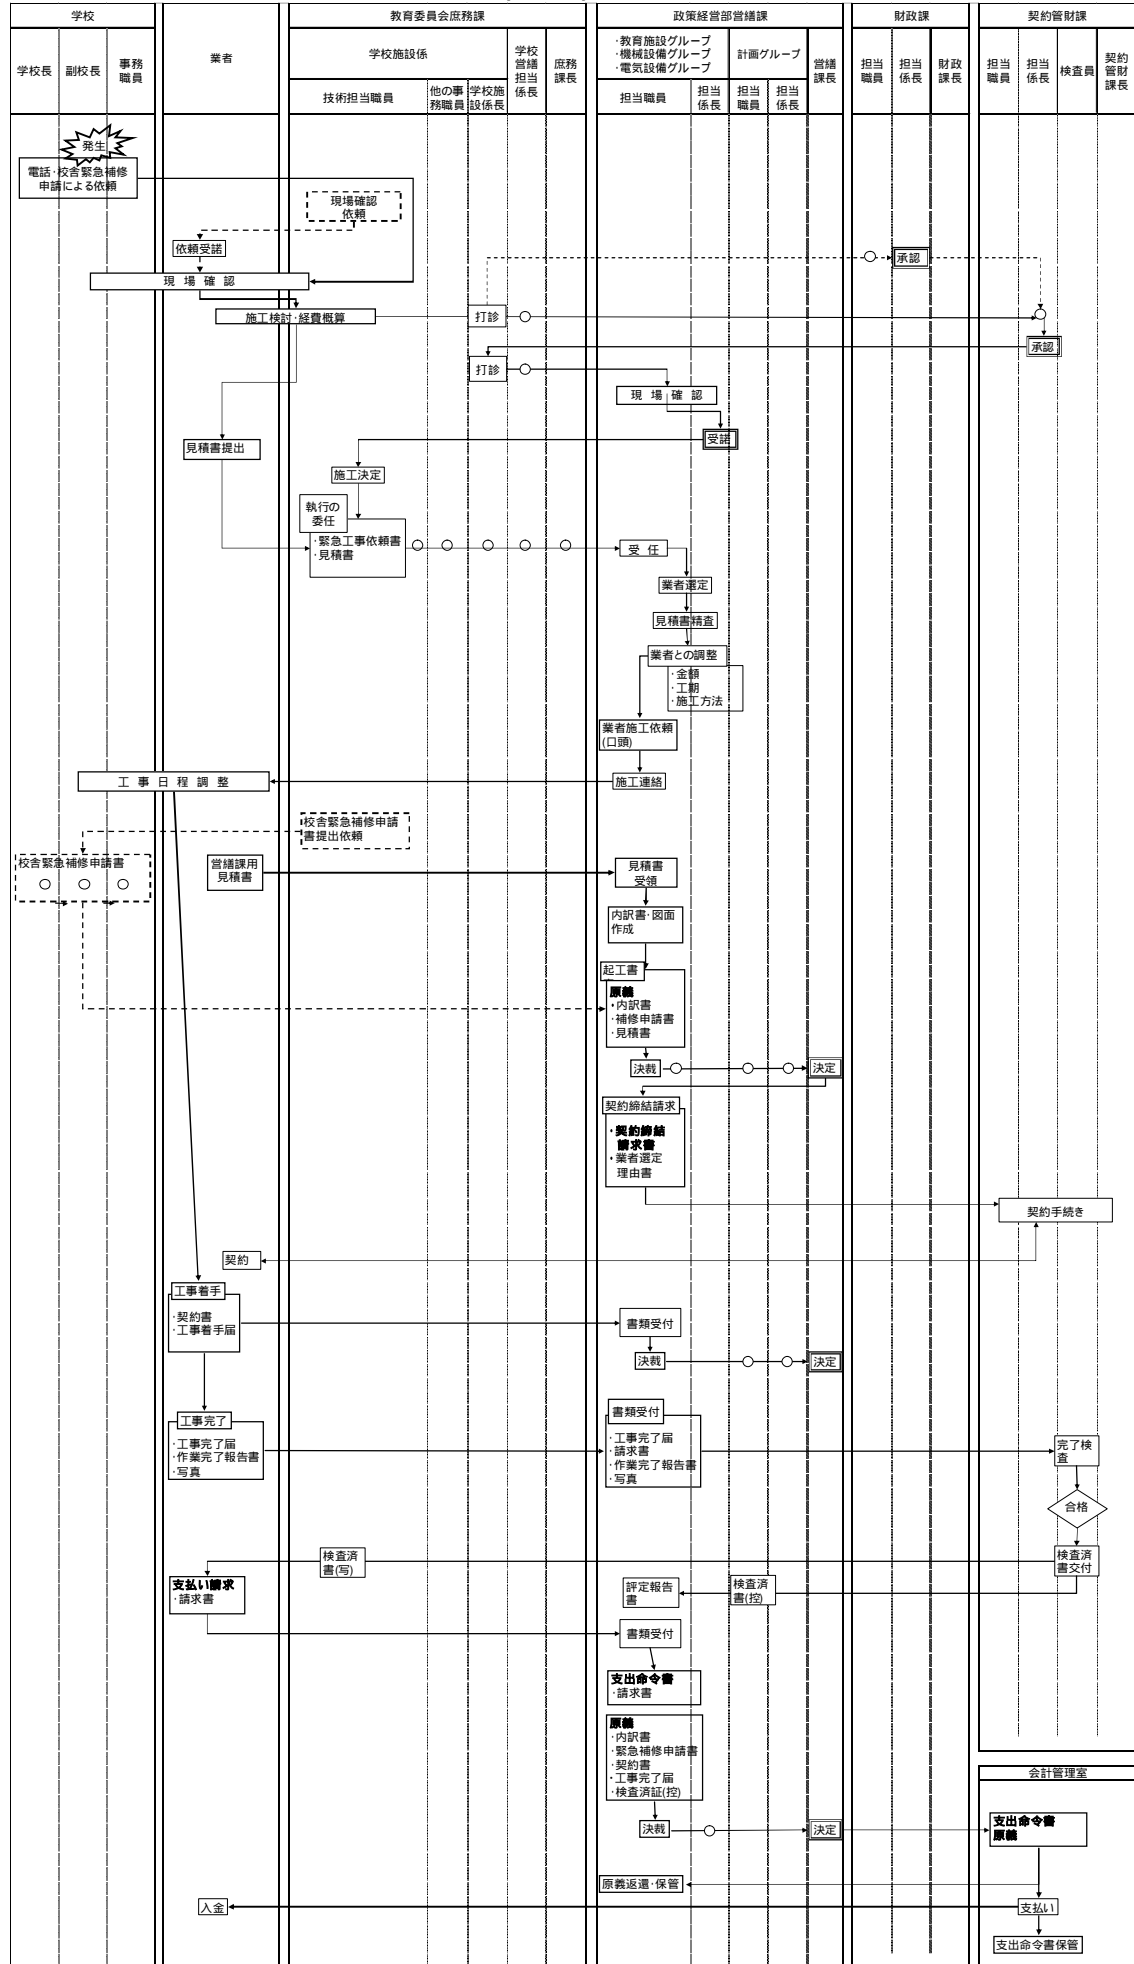 学校
教育委員会庶務課
政策経営部営繕課
財政課
契約管財課
学校長
副校長
事務
職員
業者
学校施設係
学校
営繕
担当
係長
庶務
課長
・教育施設グループ
・機械設備グループ
・電気設備グループ
計画グループ
営繕
課長
担当
職員
担当
係長
財政
課長
担当
職員
担当
係長
検査員
契約
管財
課長
技術担当職員
他の事
務職員
学校施
設係長
担当職員
担当
係長
担当
職員
担当
係長
発生
電話・校舎緊急補修
申請による依頼
現場確認
依頼
依頼受諾
承認
現場確認
施工検討・経費概算
打診
承認
打診
現場確認
受諾
見積書提出
施工決定
執行の
委任
・緊急工事依頼書
・見積書
受任
業者選定
見積書精査
業者との調整
・金額
・工期
・施工方法
業者施工依頼
(口頭)
工事日程調整
施工連絡
校舎緊急補修申請
書提出依頼
校舎緊急補修申請書
営繕課用
見積書
見積書
受領
内訳書・図面
作成
起工書
原義
・内訳書
・補修申請書
・見積書
決裁
決定
契約締結請求
・契約締結
請求書
・業者選定
理由書
契約手続き
契約
工事着手
・契約書
・工事着手届
書類受付
決裁
決定
工事完了
・工事完了届
・作業完了報告書
・写真
書類受付
・工事完了届
・請求書
・作業完了報告書
・写真
完了検
査
合格
検査済
書(写)
検査済
書交付
支払い請求
・請求書
評定報告
書
検査済
書(控)
書類受付
支出命令書
・請求書
原義
・内訳書
・緊急補修申請書
・契約書
・工事完了届
・検査済証(控)
会計管理室
決裁
決定
支出命令書
原義
原義返還・保管
入金
支払い
支出命令書保管